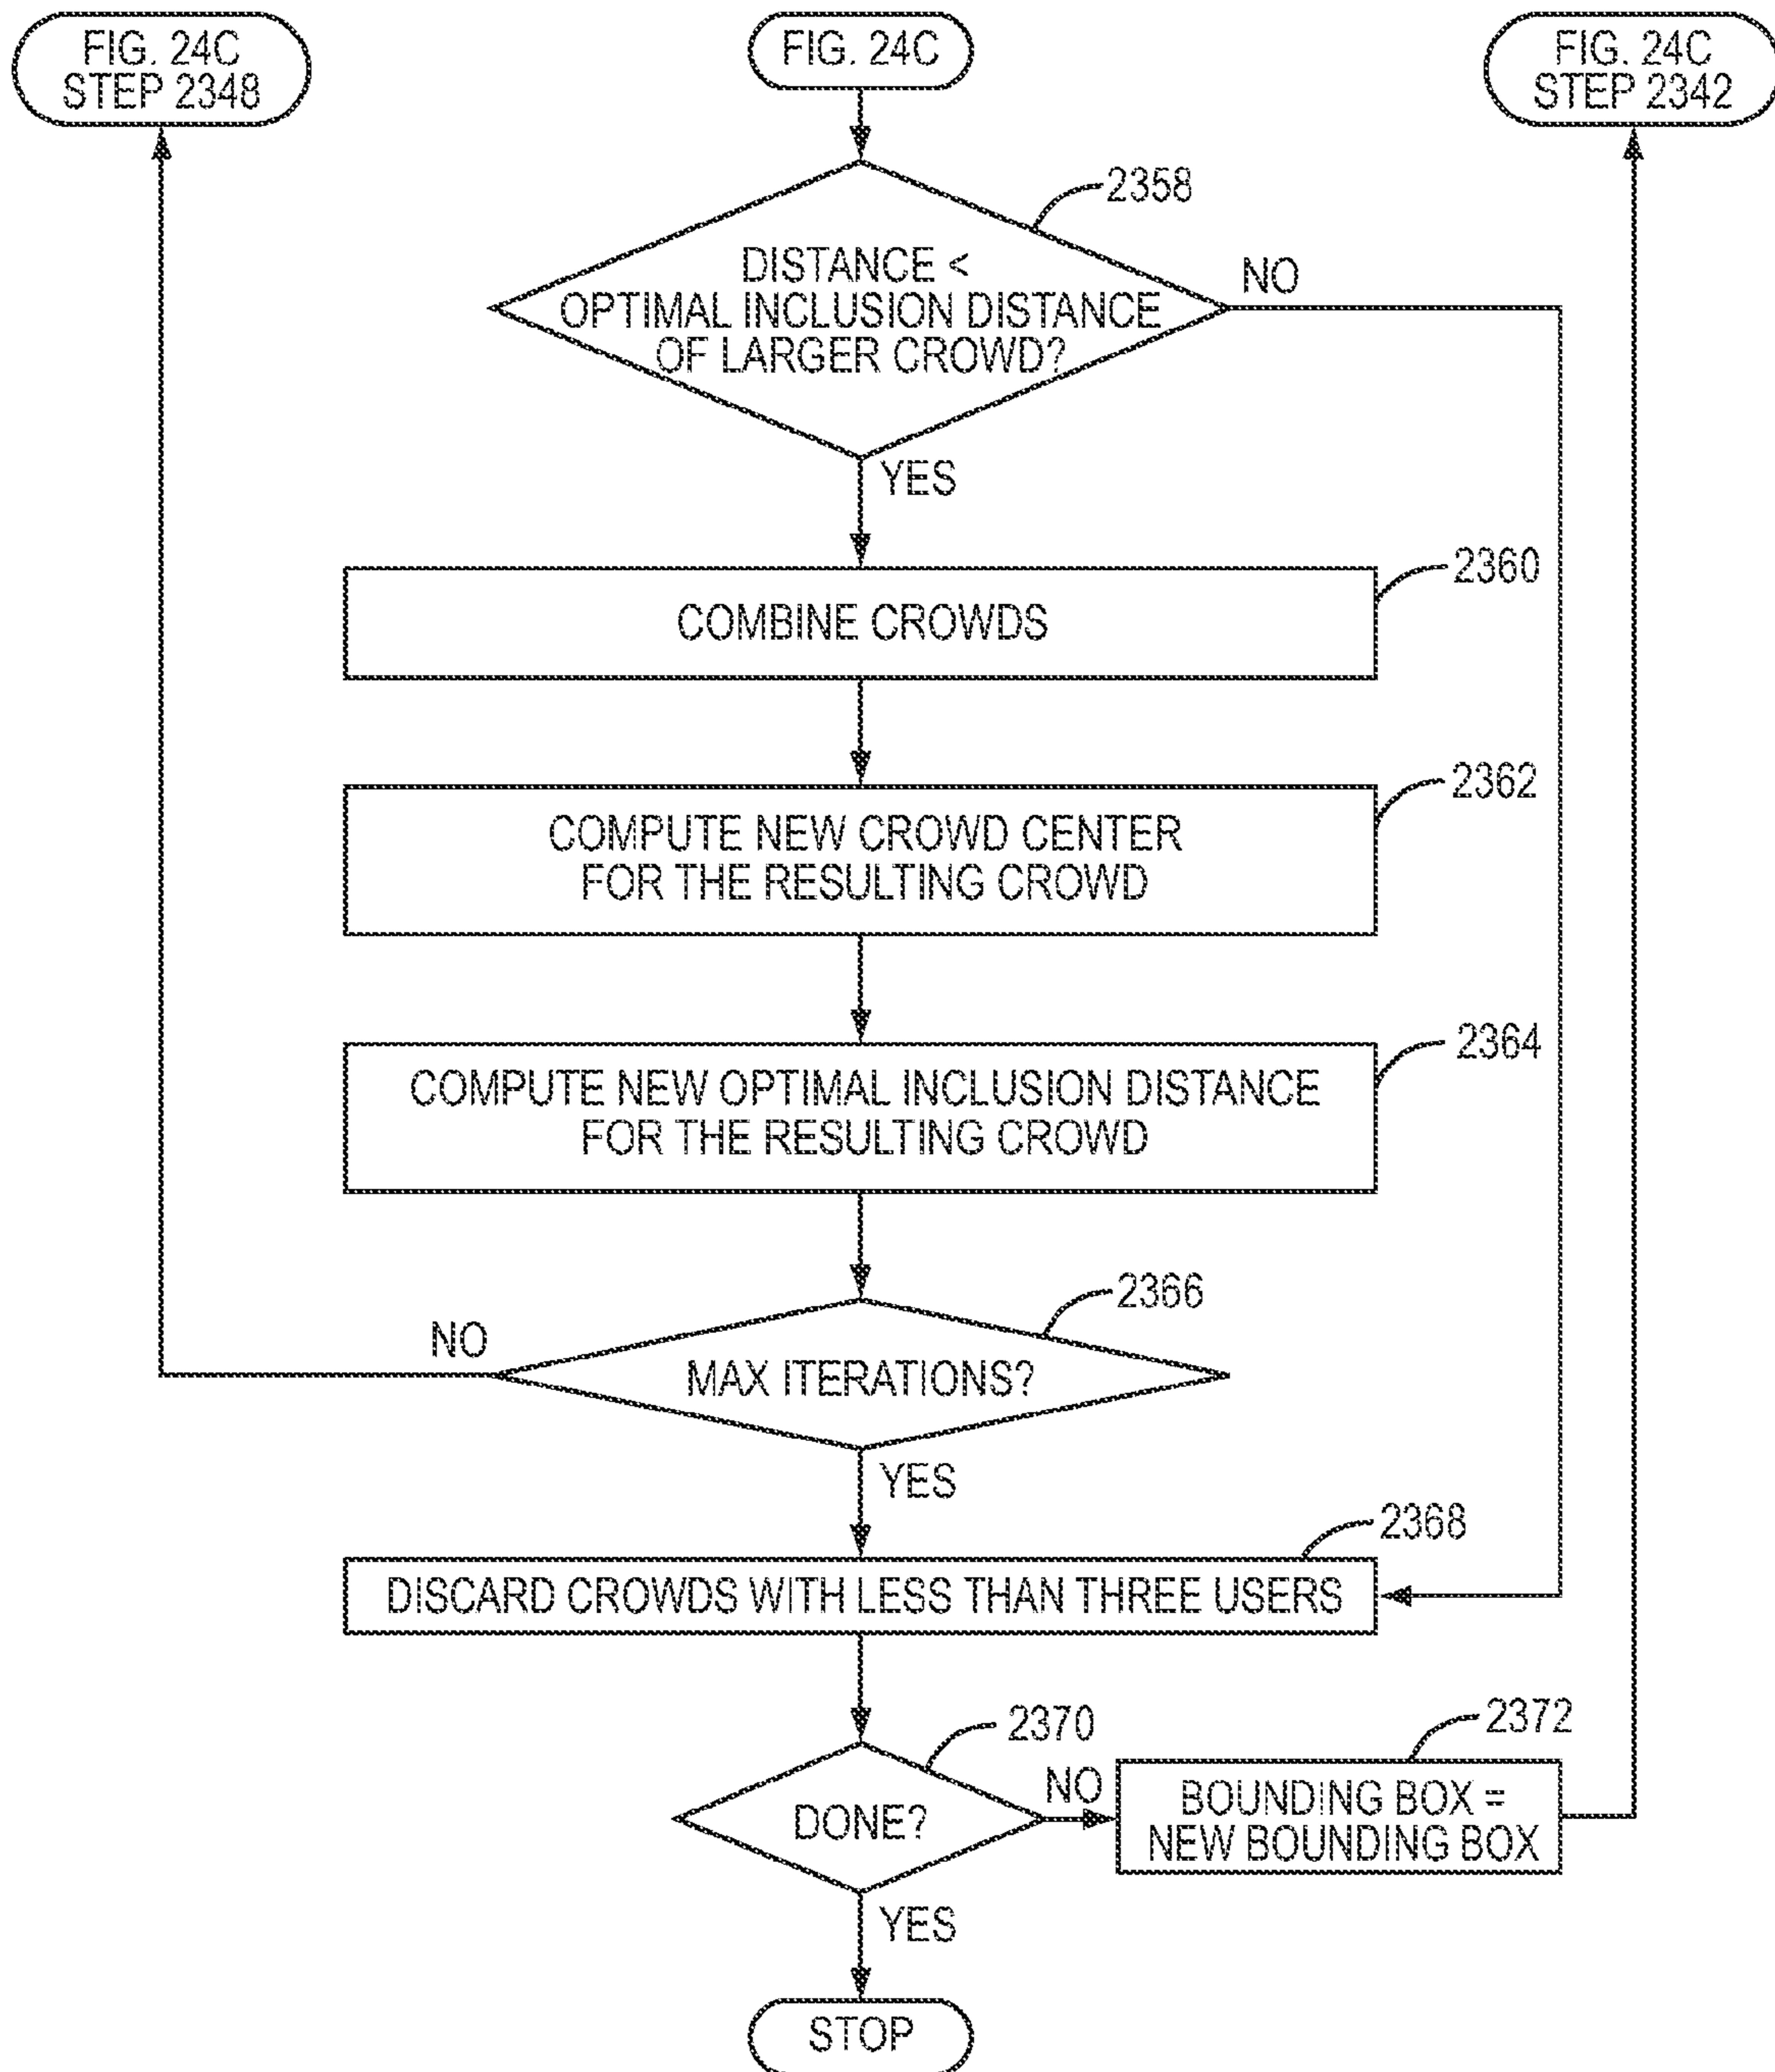 FIG. 24C
STEP 2348
FIG. 24C
FIG. 24C
STEP 2342
2358
DISTANCE <
OPTIMAL INCLUSION DISTANCE
OF LARGER CROWD?
NO
YES
2360
COMBINE CROWDS
2362
COMPUTE NEW CROWD CENTER
FOR THE RESULTING CROWD
2364
COMPUTE NEW OPTIMAL INCLUSION DISTANCE
FOR THE RESULTING CROWD
2366
NO
MAX ITERATIONS?
YES
2368
DISCARD CROWDS WITH LESS THAN THREE USERS
2370
2372
DONE?
NO
BOUNDING BOX =
NEW BOUNDING BOX
YES
STOP